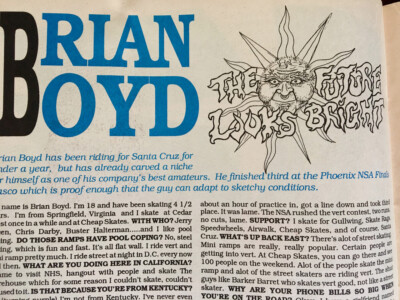 BRIAN
BOYD
THE FUTURE
LOOKS BRIGHT
rian Boyd has been riding for Santa Cruz for
nder a year, but has already carved a niche
r himself as one of his company's best amateurs. He finished third at the Phoenix NSA Finals
asco which is proof enough that the guy can adapt to sketchy conditions.
name is Brian Boyd. I'm 18 and have been skating 4 1/2
rs. I'm from Springfield, Virginia and I skate at Cedar
st once in a while and at Cheap Skates. WITH WHO? Jerry
en, Chris Darby, Buster Halterman.....and I like pool
ing. DO THOSE RAMPS HAVE POOL COPING? No, steel
ing, which is fun and fast. It's all flat wall. I ride vert and
i ramp pretty much. I ride street at night in D.C. every now
l then. WHAT ARE YOU DOING HERE IN CALIFORNIA?
ame to visit NHS, hangout with people and skate The
rehouse which for some reason I couldn't skate, couldn't
used to it. IS THAT BECAUSE YOU'RE FROM KENTUCKY
people) I'm not from Kentucky. I've never even
about an hour of practice in, got a line down and took third
place. It was lame. The NSA rushed the vert contest, two runs,
no cuts, lame. SUPPORT? I skate for Gullwing, Skate Rags,
Speedwheels, Airwalk, Cheap Skates, and of course, Santa
Cruz. WHAT'S UP BACK EAST? There's alot of street skating.
Mini ramps are really, really popular. Certain people are
getting into vert. At Cheap Skates, you can go there and see
100 people on the weekend. Alot of the people skate the mini
ramp and alot of the street skaters are riding vert. The
guys like Barker Barret who skates vert good, not like a
skater. WHY ARE YOUR PHONE BILLS SO BIG WHEN
YOU'RE ON THE ROAD?